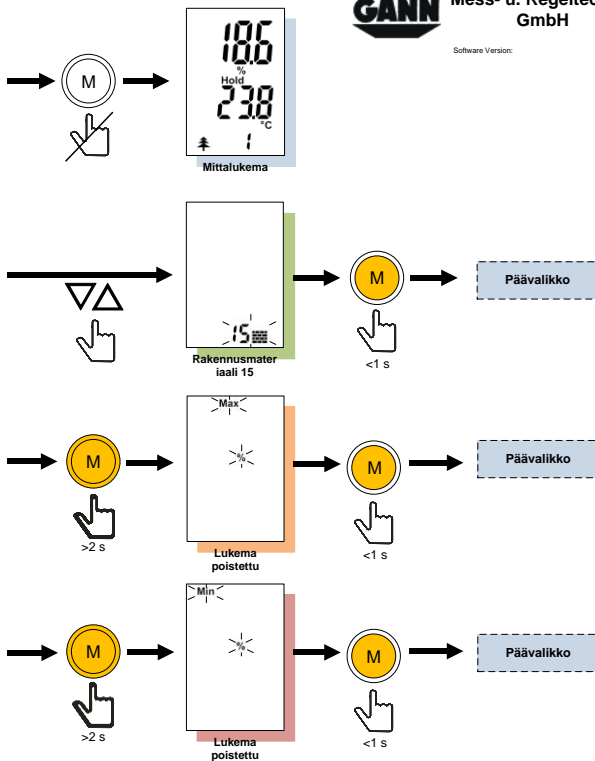 GANN
Mess- u. Regeltec
GmbH
Software Version:
M
18.6
%
Hold
23.8
°C
1
Mittalukema
15
Rakennusmater
iaali 15
M
<1 s
Päävalikko
M
>2 s
Max
%
Lukema
poistettu
M
<1 s
Päävalikko
M
>2 s
Min
%
Lukema
poistettu
M
<1 s
Päävalikko